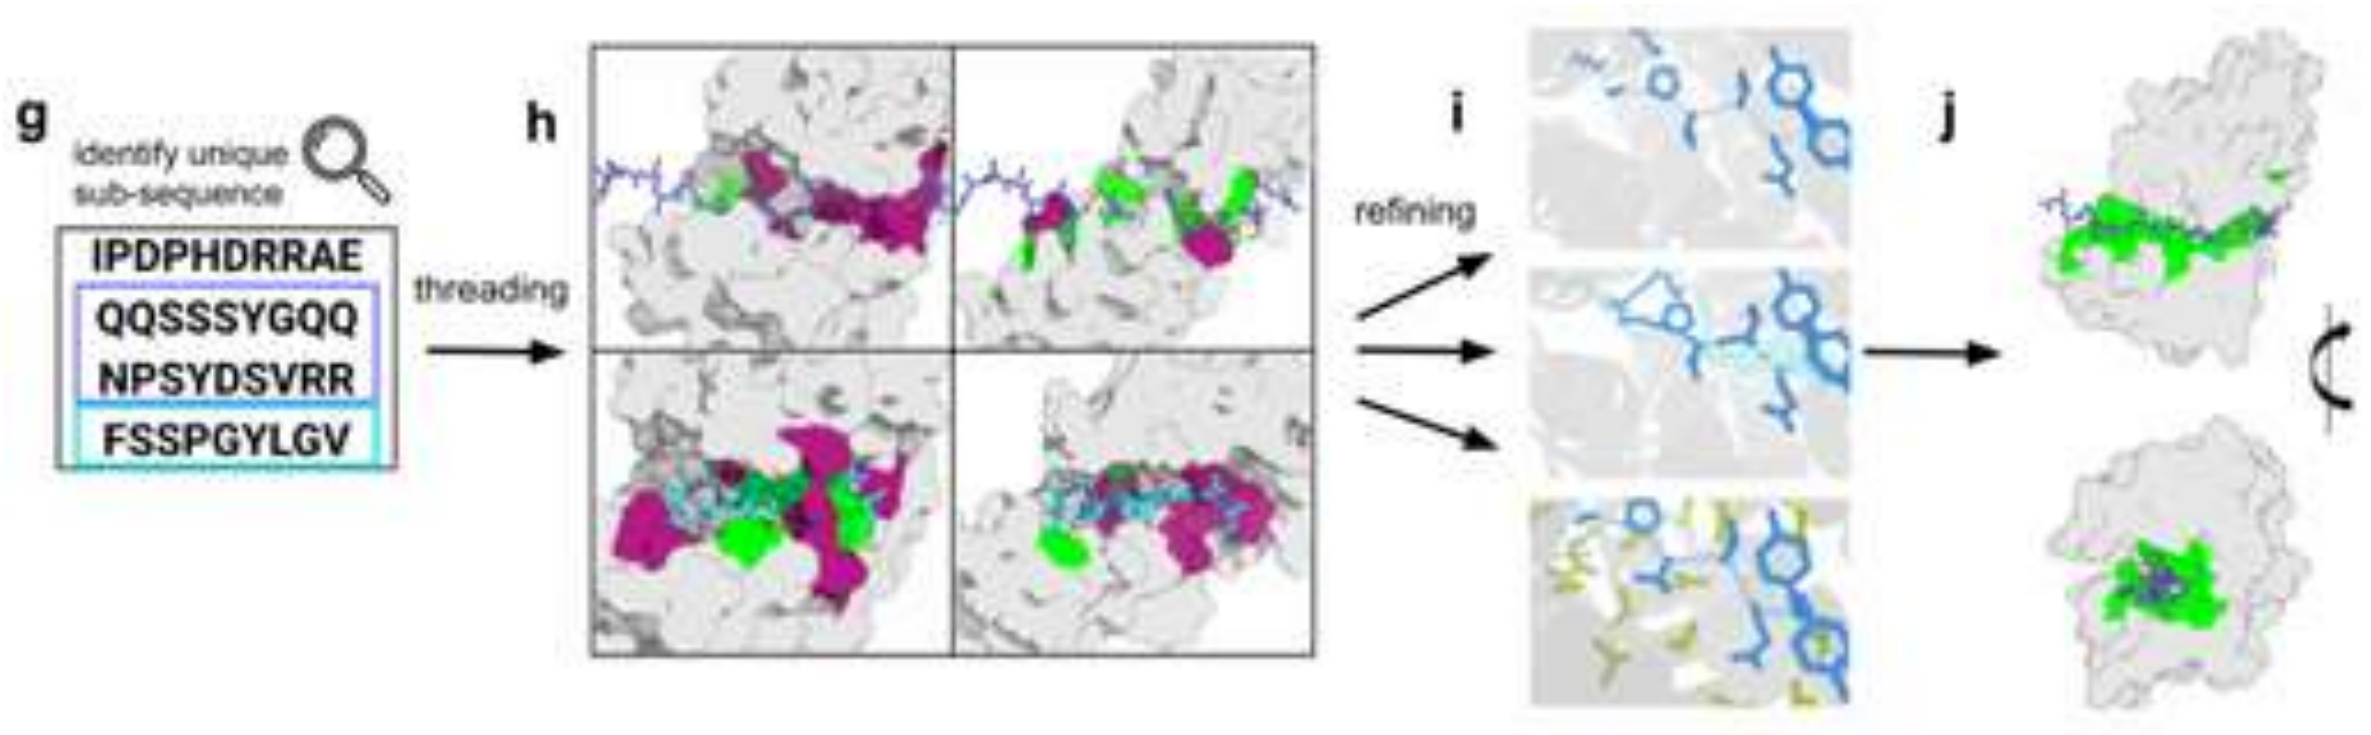 g
identify unique
sub-sequence
IPDPHDRRAE
QQSSSYGQQ
NPSYDSVRR
FSSPGYLGV
threading
h
refining
i
j